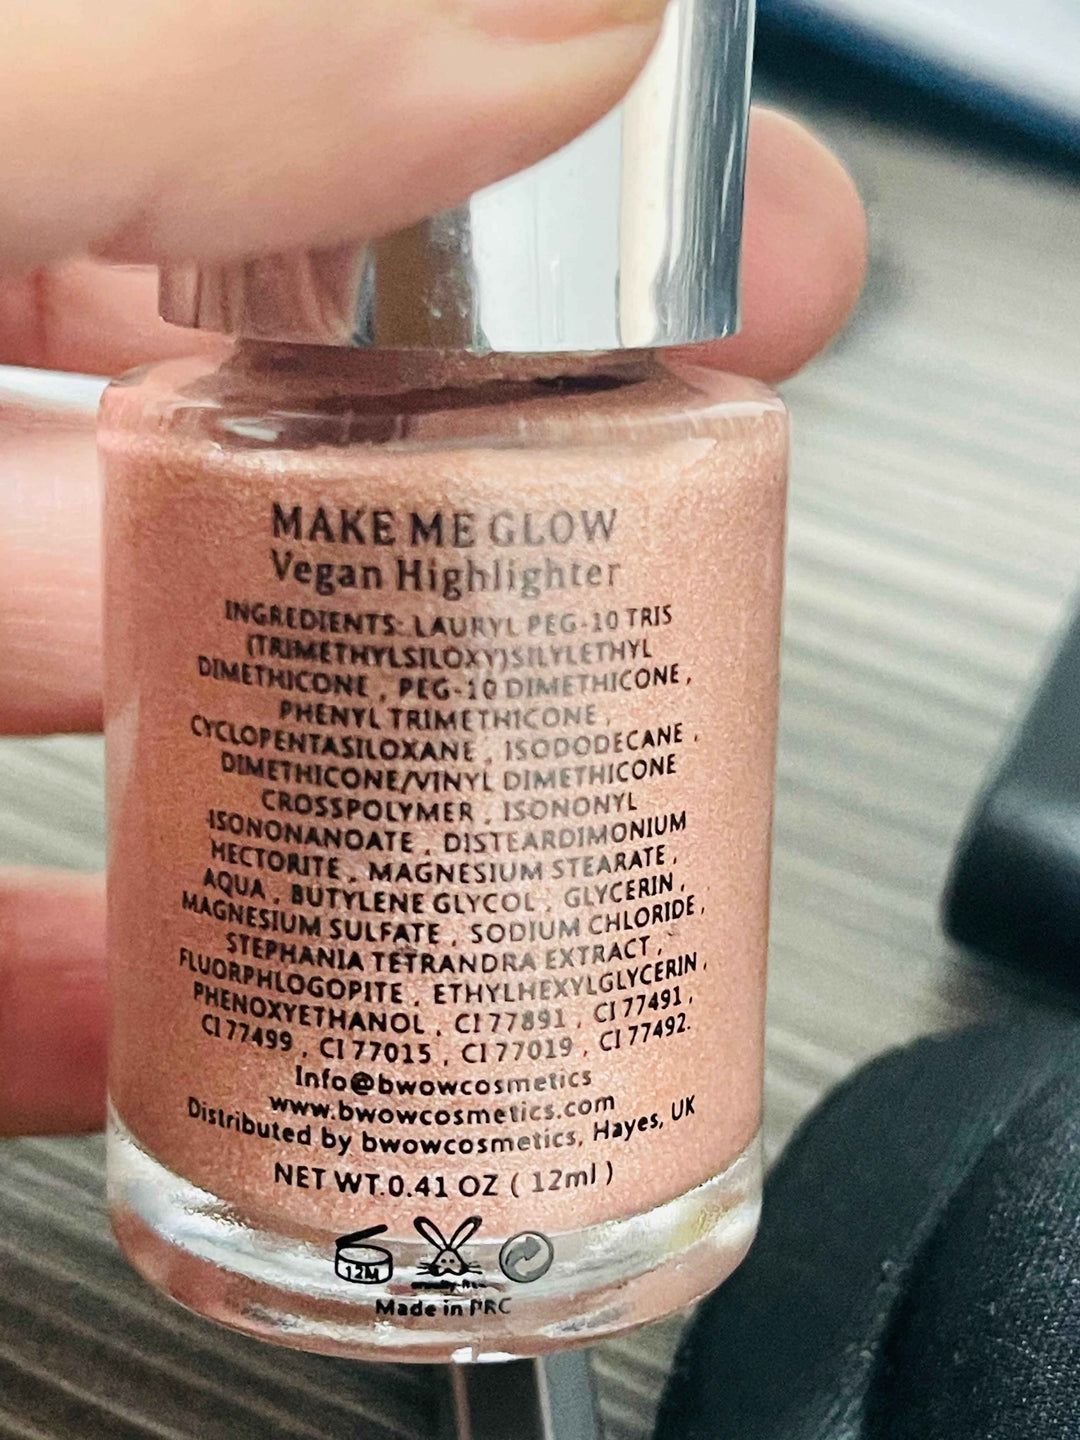 MAKE ME GLOW
Vegan Highlighter
INGREDIENTS: LAURYL PEG-10 TRIS
(TRIMETHYLSILOXY)SILYLETHYL
DIMETHICONE , PEG-10 DIMETHICONE ,
PHENYL TRIMETHICONE ,
CYCLOPENTASILOXANE , ISODODECANE ,
DIMETHICONE/VINYL DIMETHICONE
CROSSPOLYMER , ISONONYL
ISONONANOATE , DISTEARDIMONIUM
HECTORITE , MAGNESIUM STEARATE ,
AQUA , BUTYLENE GLYCOL , GLYCERIN ,
MAGNESIUM SULFATE , SODIUM CHLORIDE ,
STEPHANIA TETRANDRA EXTRACT ,
FLUORPHLOGOPITE , ETHYLHEXYLGLYCERIN ,
PHENOXYETHANOL , CI 77891 , CI 77491 ,
CI 77499 , CI 77015 , CI 77019 , CI 77492.
Info@bwowcosmetics
www.bwowcosmetics.com
Distributed by bwowcosmetics, Hayes, UK
NET WT.0.41 OZ ( 12ml )
12M
Made in PRC